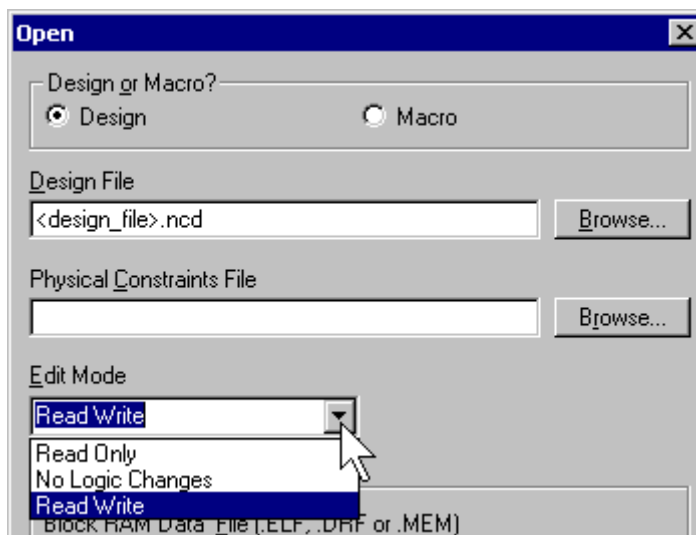 Open
Design or Macro?
Design
Macro
Design File
<design_file>.ncd
Browse...
Physical Constraints File
Browse...
Edit Mode
Read Write
Read Only
No Logic Changes
Read Write
Block RAM Data File (.ELF, .DRF or .MEM)